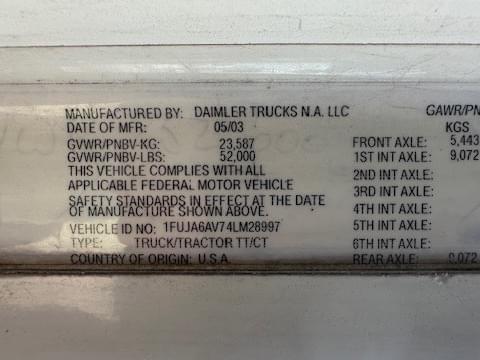 MANUFACTURED BY: DAIMLER TRUCKS N.A. LLC GAWR/PN
DATE OF MFR: 05/03 KGS
GVWR/PNBV-KG: 23,587 FRONT AXLE: 5,443
GVWR/PNBV-LBS: 52,000 1ST INT AXLE: 9,072
THIS VEHICLE COMPLIES WITH ALL 2ND INT AXLE:
APPLICABLE FEDERAL MOTOR VEHICLE 3RD INT AXLE:
SAFETY STANDARDS IN EFFECT AT THE DATE 4TH INT AXLE:
OF MANUFACTURE SHOWN ABOVE. 5TH INT AXLE:
VEHICLE ID NO: 1FUJA6AV74LM28997
TYPE: TRUCK/TRACTOR TT/CT 6TH INT AXLE:
COUNTRY OF ORIGIN: U.S.A. REAR AXLE: 9,072